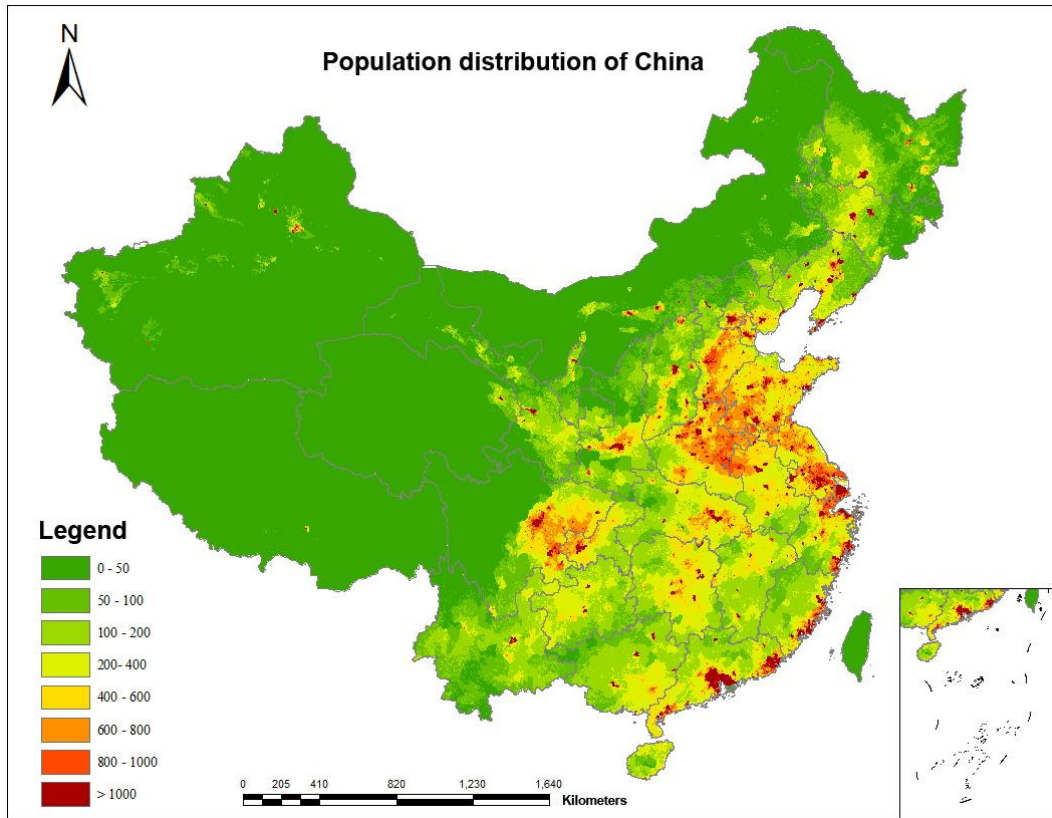 N
Population distribution of China
Legend
0 - 50
50 - 100
100 - 200
200- 400
400 - 600
600 - 800
800 - 1000
> 1000
0 205 410 820 1,230 1,640
Kilometers